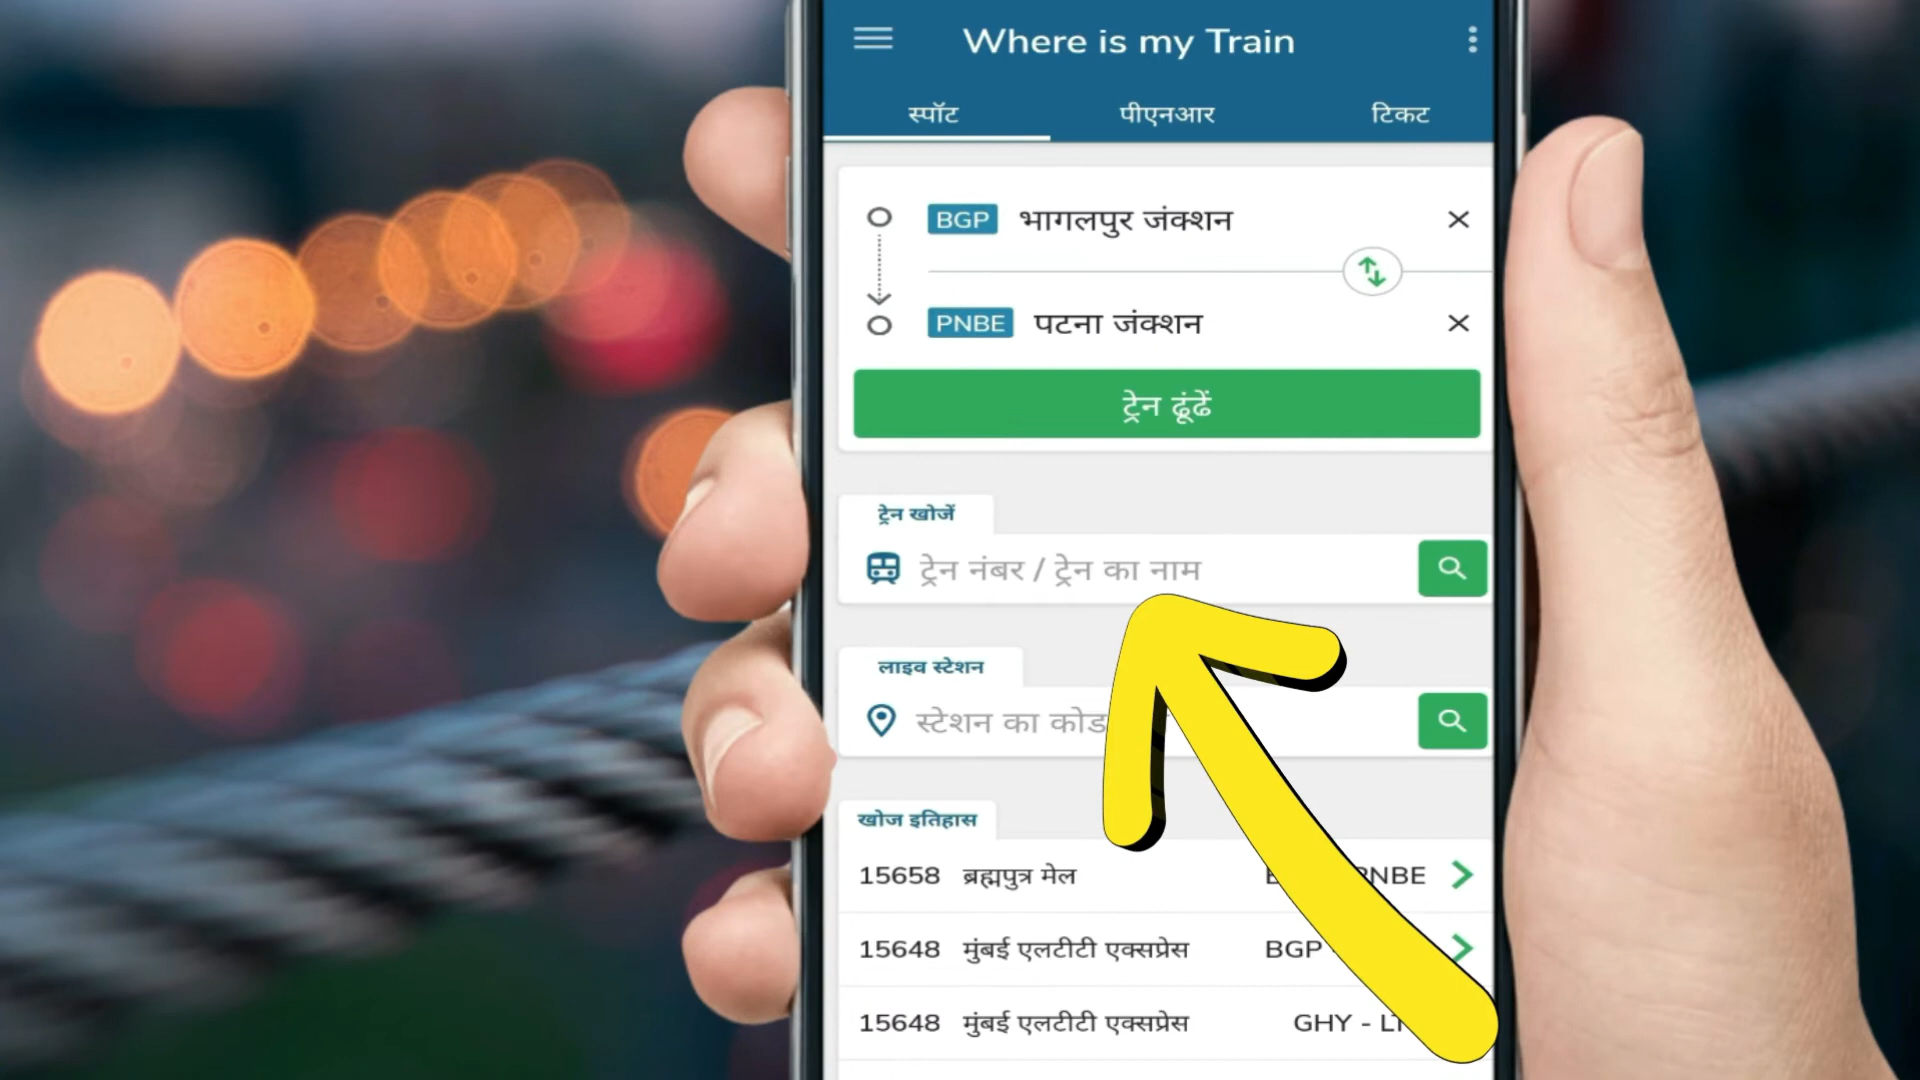 Where is my Train
स्पॉट पीएनआर टिकट
BGP भागलपुर जंक्शन
PNBE पटना जंक्शन
ट्रेन ढूंढें
ट्रेन खोजें
ट्रेन नंबर / ट्रेन का नाम
लाइव स्टेशन
स्टेशन का कोड
खोज इतिहास
15658 ब्रह्मपुत्र मेल PNBE
15648 मुंबई एलटीटी एक्सप्रेस BGP
15648 मुंबई एलटीटी एक्सप्रेस GHY -